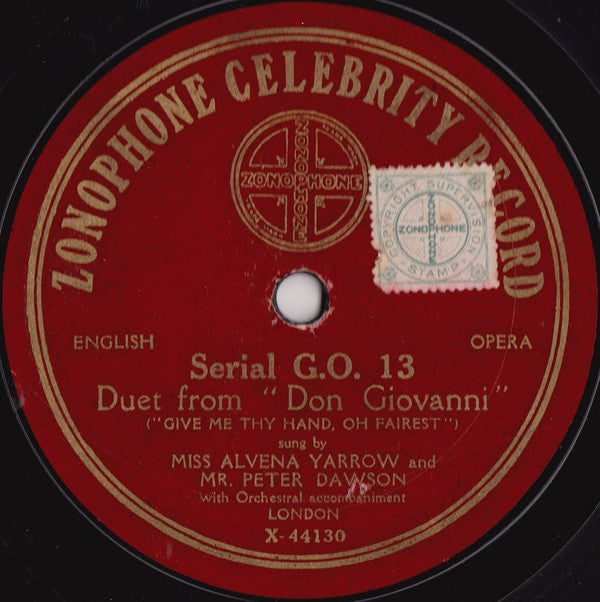 ZONOPHONE CELEBRITY RECORD
ZONOPHONE
ZONOPHONE
COPYRIGHT SUPERVISION
ZONOPHONE
STAMP
ENGLISH
OPERA
Serial G.O. 13
Duet from "Don Giovanni"
("GIVE ME THY HAND, OH FAIREST")
sung by
MISS ALVENA YARROW and
MR. PETER DAWSON
with Orchestral accompaniment
LONDON
X-44130